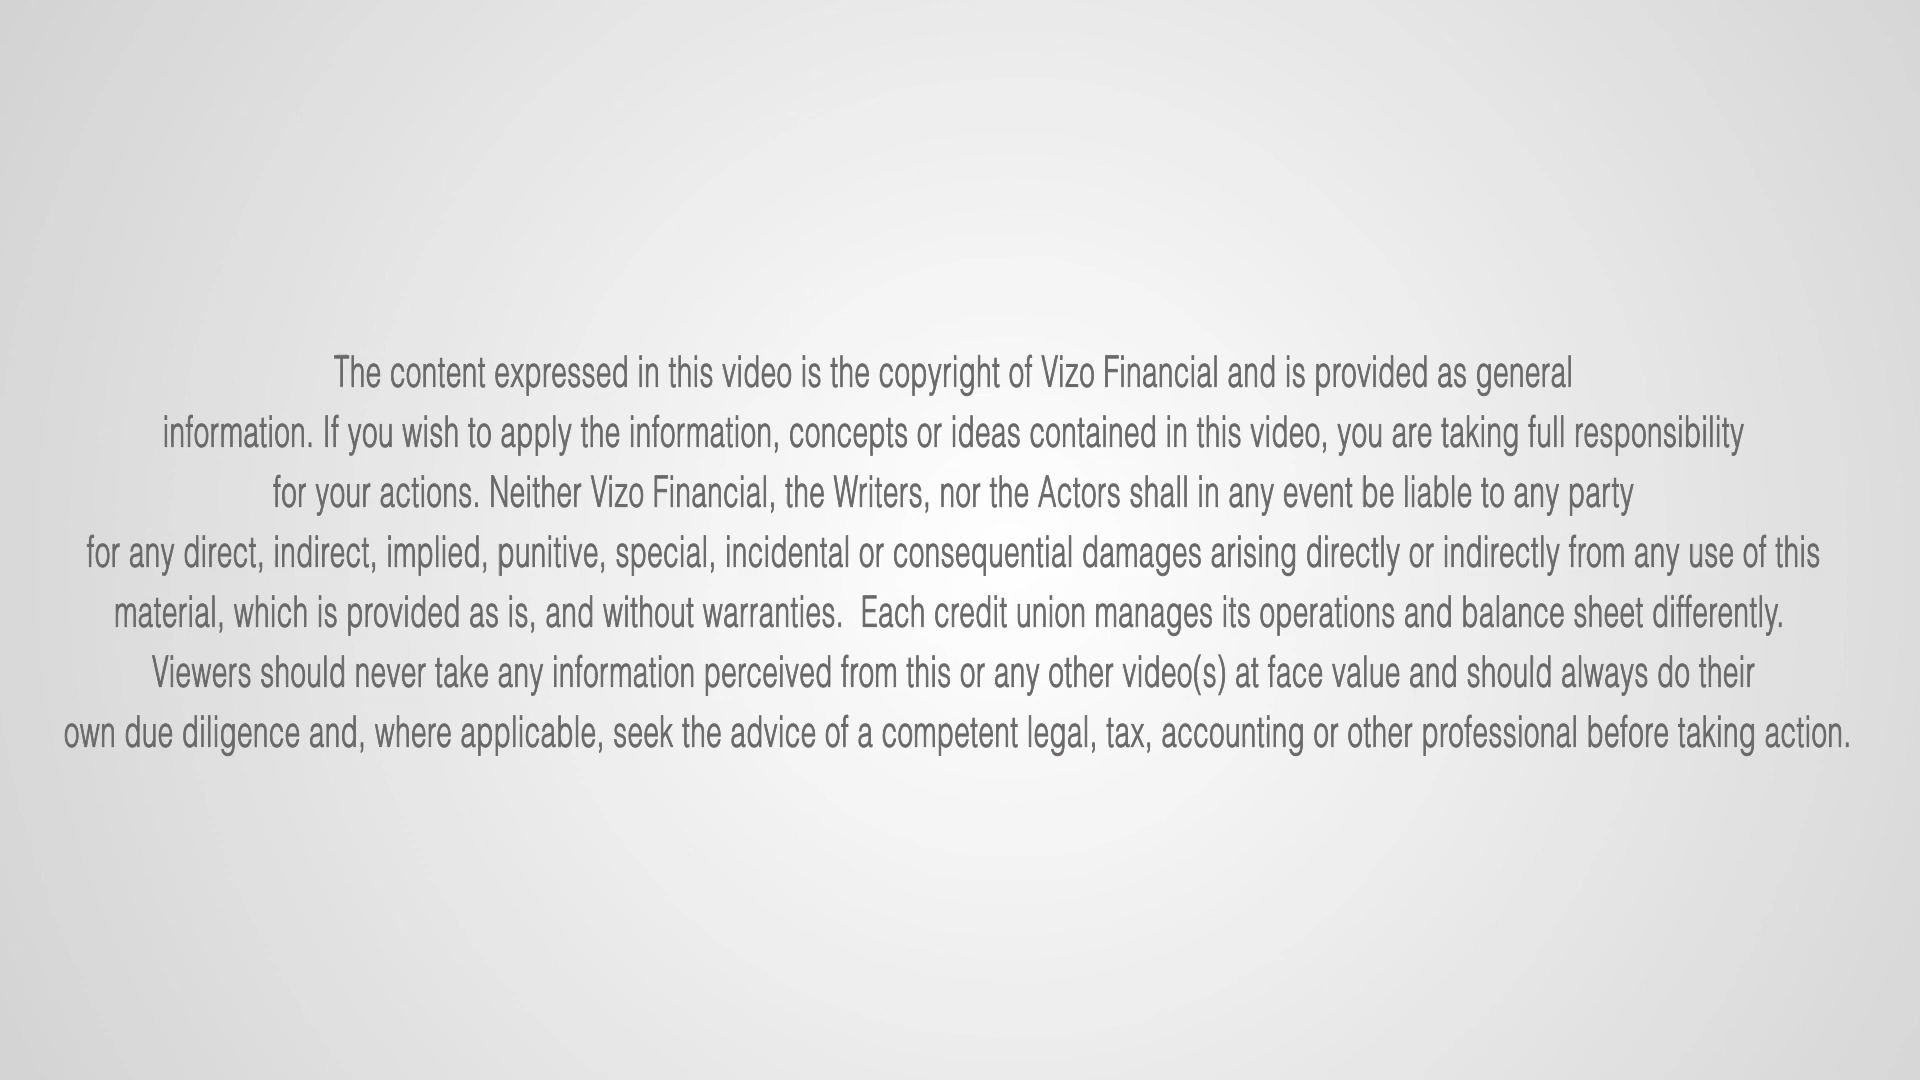 The content expressed in this video is the copyright of Vizo Financial and is provided as general
information. If you wish to apply the information, concepts or ideas contained in this video, you are taking full responsibility
for your actions. Neither Vizo Financial, the Writers, nor the Actors shall in any event be liable to any party
for any direct, indirect, implied, punitive, special, incidental or consequential damages arising directly or indirectly from any use of this
material, which is provided as is, and without warranties.  Each credit union manages its operations and balance sheet differently.
Viewers should never take any information perceived from this or any other video(s) at face value and should always do their
own due diligence and, where applicable, seek the advice of a competent legal, tax, accounting or other professional before taking action.